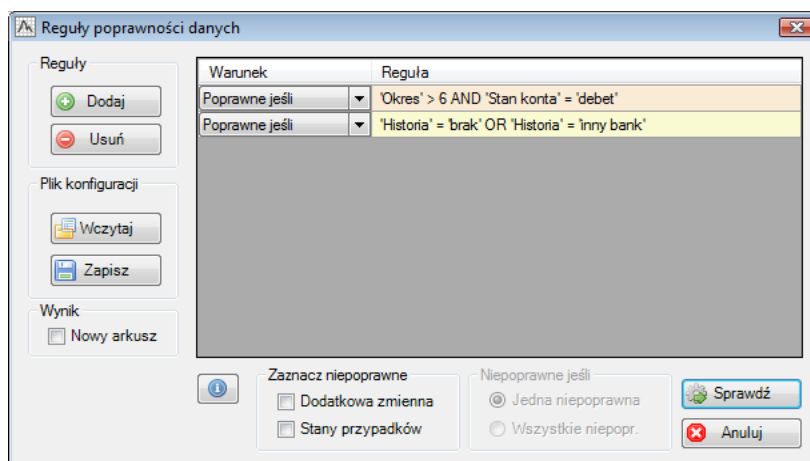 Reguły poprawności danych
Reguły
Dodaj
Usuń
Plik konfiguracji
Wczytaj
Zapisz
Wynik
Nowy arkusz
Warunek Reguła
Poprawne jeśli 'Okres' > 6 AND 'Stan konta' = 'debet'
Poprawne jeśli 'Historia' = 'brak' OR 'Historia' = 'inny bank'
Zaznacz niepoprawne
Dodatkowa zmienna
Stany przypadków
Niepoprawne jeśli
Jedna niepoprawna
Wszystkie niepopr.
Sprawdź
Anuluj